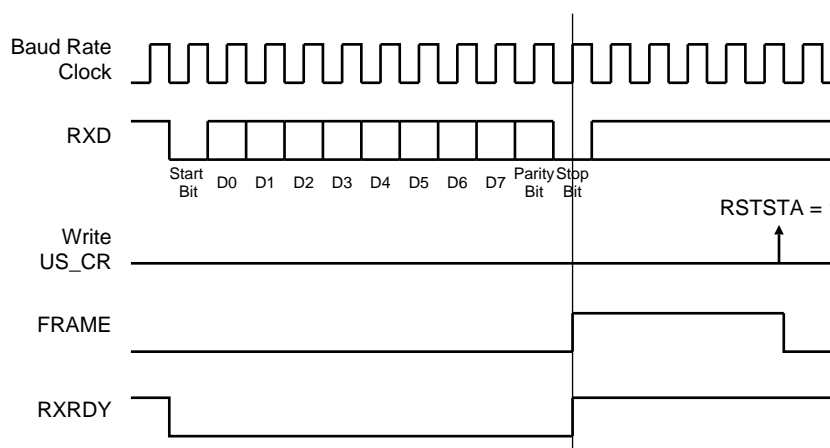 Baud Rate
Clock
RXD
Start
Bit
D0
D1
D2
D3
D4
D5
D6
D7
Parity
Bit
Stop
Bit
RSTSTA =
Write
US_CR
FRAME
RXRDY